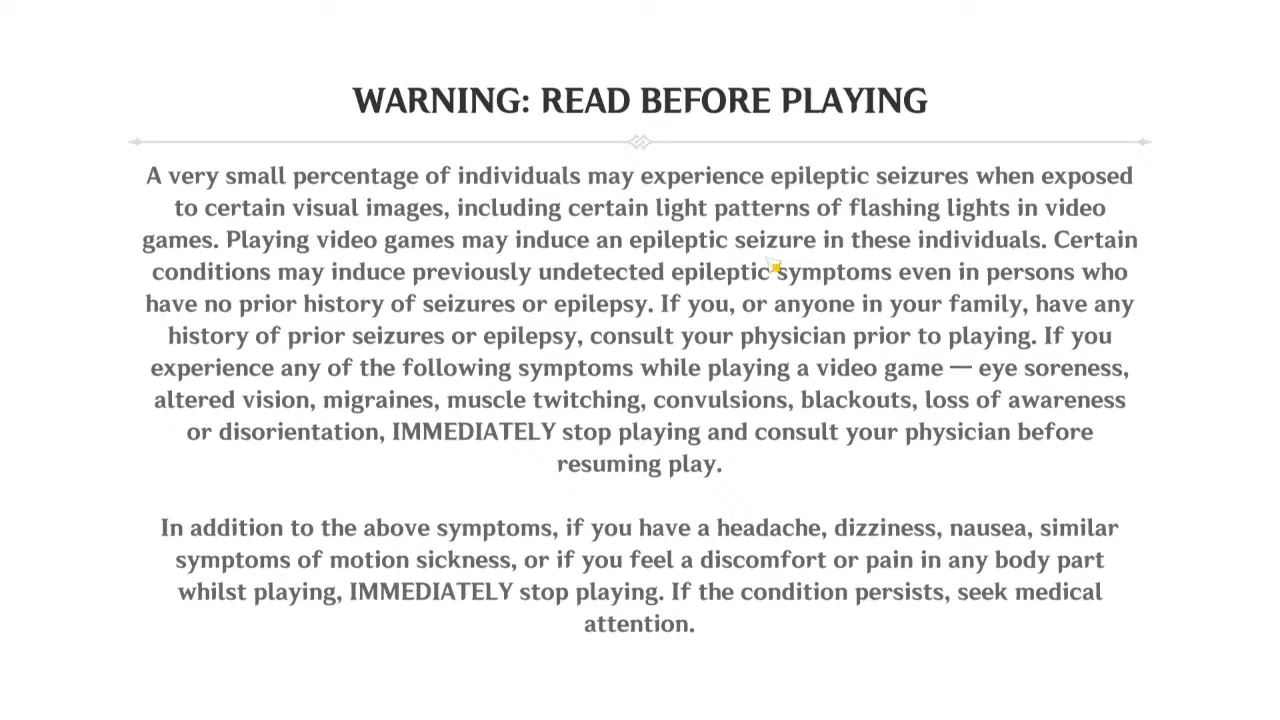 WARNING: READ BEFORE PLAYING
A very small percentage of individuals may experience epileptic seizures when exposed
to certain visual images, including certain light patterns of flashing lights in video
games. Playing video games may induce an epileptic seizure in these individuals. Certain
conditions may induce previously undetected epileptic symptoms even in persons who
have no prior history of seizures or epilepsy. If you, or anyone in your family, have any
history of prior seizures or epilepsy, consult your physician prior to playing. If you
experience any of the following symptoms while playing a video game — eye soreness,
altered vision, migraines, muscle twitching, convulsions, blackouts, loss of awareness
or disorientation, IMMEDIATELY stop playing and consult your physician before
resuming play.
In addition to the above symptoms, if you have a headache, dizziness, nausea, similar
symptoms of motion sickness, or if you feel a discomfort or pain in any body part
whilst playing, IMMEDIATELY stop playing. If the condition persists, seek medical
attention.